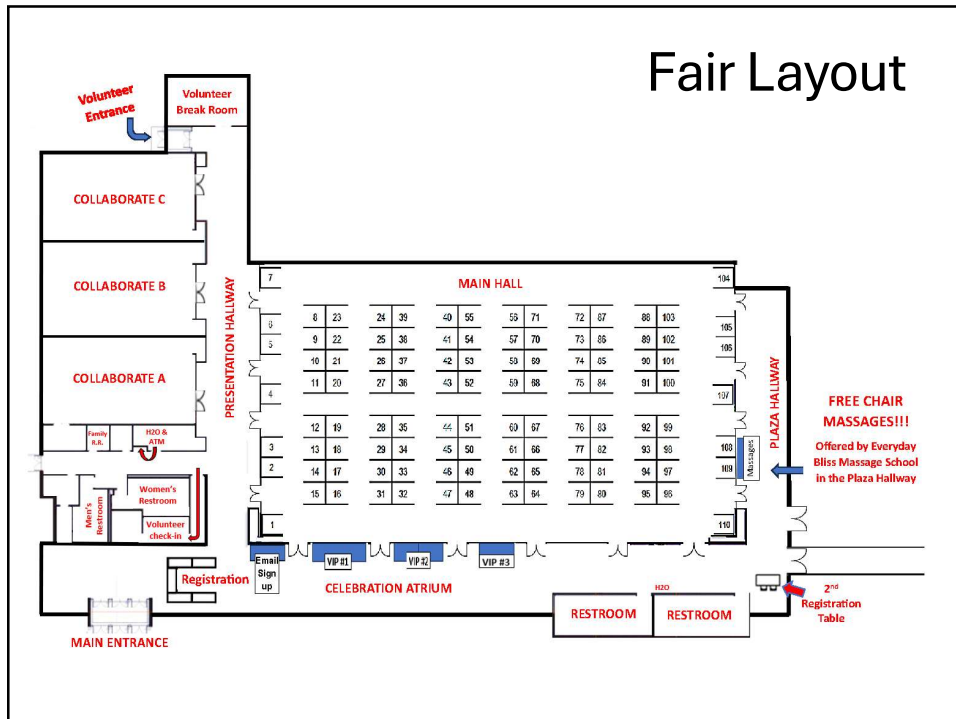 Fair Layout
Volunteer
Entrance
Volunteer
Break Room
COLLABORATE C
COLLABORATE B
COLLABORATE A
PRESENTATION HALLWAY
MAIN HALL
7
104
8 23 24 39 40 55 56 71 72 87 88 103
6 105
9 22 25 38 41 54 57 70 73 86 89 102
5 106
10 21 26 37 42 53 58 69 74 85 90 101
11 20 27 36 43 52 59 68 75 84 91 100
4 107
12 19 28 35 44 51 60 67 76 83 92 99
3 108
13 18 29 34 45 50 61 66 77 82 93 98
2 109
14 17 30 33 46 49 62 65 78 81 94 97
15 16 31 32 47 48 63 64 79 80 95 96
1 110
Massages
PLAZA HALLWAY
FREE CHAIR
MASSAGES!!!
Offered by Everyday
Bliss Massage School
in the Plaza Hallway
Family
R.R.
H2O &
ATM
Women's
Restroom
Men's
Restroom
Volunteer
check-in
Registration
Email
Sign
up
VIP #1
VIP #2
VIP #3
CELEBRATION ATRIUM
H2O
RESTROOM
RESTROOM
2nd
Registration
Table
MAIN ENTRANCE